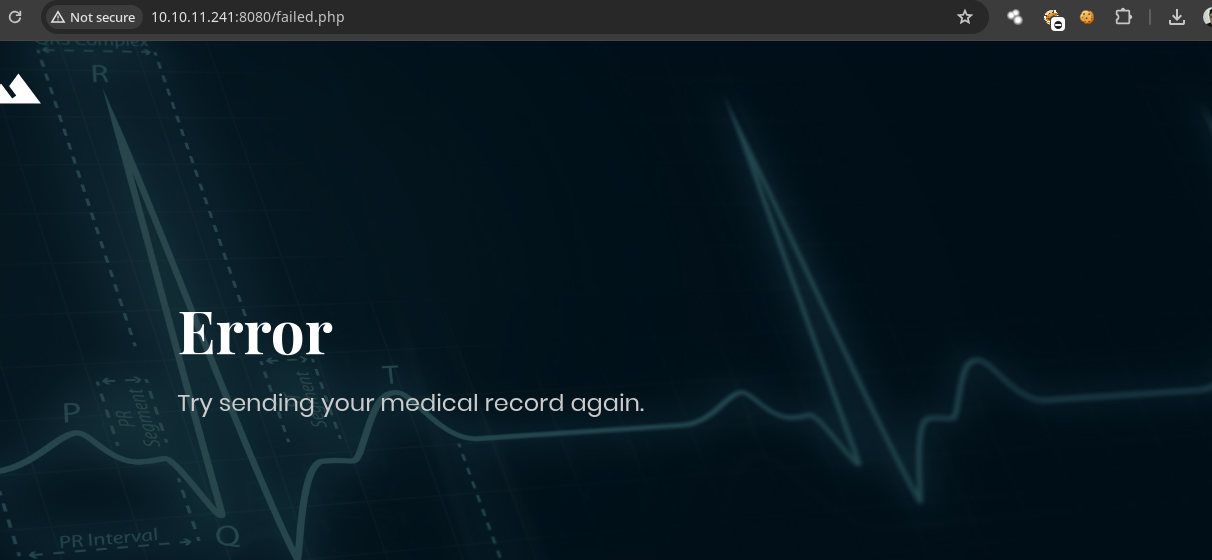 Not secure
10.10.11.241:8080/failed.php
QRS Complex
R
Error
T
Try sending your medical record again.
P
PR
Segment
Segment
Q
PR Interval